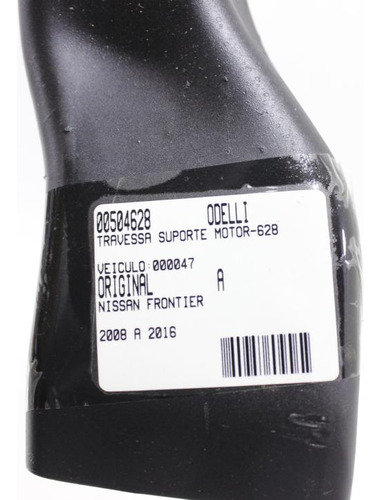 00504628 ODELLI
TRAVESSA SUPORTE MOTOR-628
VEICULO:000047
ORIGINAL A
NISSAN FRONTIER
2008 A 2016